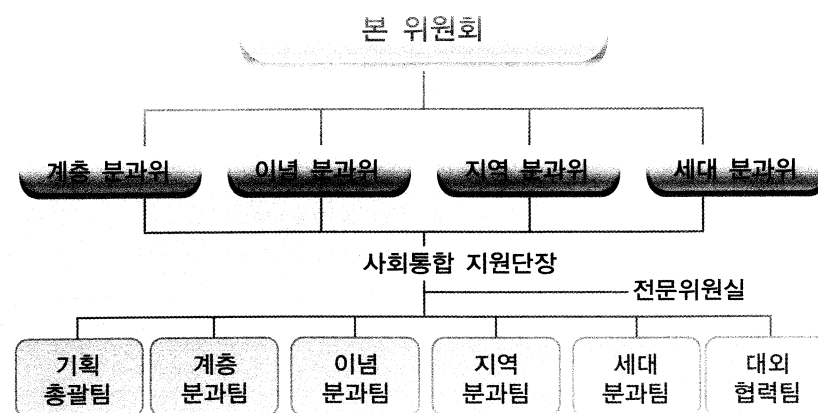 본 위원회
계층 분과위 이념 분과위 지역 분과위 세대 분과위
사회통합 지원단장
전문위원실
기획 계층 이념 지역 세대 대외
총괄팀 분과팀 분과팀 분과팀 분과팀 협력팀